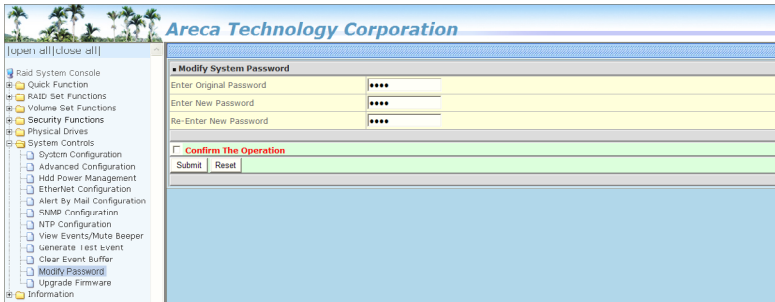 Areca Technology Corporation
|open all|close all|
Raid System Console
Quick Function
RAID Set Functions
Volume Set Functions
Security Functions
Physical Drives
System Controls
System Configuration
Advanced Configuration
Hdd Power Management
EtherNet Configuration
Alert By Mail Configuration
SNMP Configuration
NTP Configuration
View Events/Mute Beeper
Generate Test Event
Clear Event Buffer
Modify Password
Upgrade Firmware
Information
Modify System Password
Enter Original Password ••••
Enter New Password ••••
Re-Enter New Password ••••
Confirm The Operation
Submit Reset